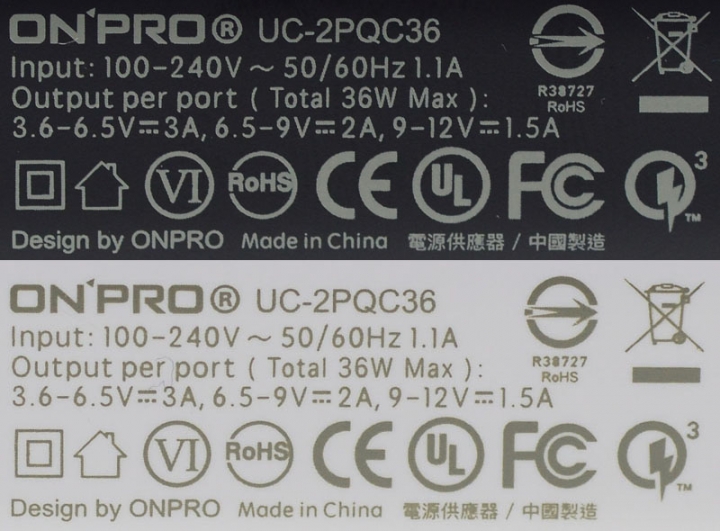 ON'PRO® UC-2PQC36
Input: 100-240V ~ 50/60Hz 1.1A
Output per port ( Total 36W Max ) :
3.6-6.5V⎓3A, 6.5-9V⎓2A, 9-12V⎓1.5A
R38727
RoHS
VI RoHS CE UL FC 3 TM
Design by ONPRO Made in China 電源供應器 / 中國製造
ON'PRO® UC-2PQC36
Input: 100-240V ~ 50/60Hz 1.1A
Output per port ( Total 36W Max ) :
3.6-6.5V⎓3A, 6.5-9V⎓2A, 9-12V⎓1.5A
R38727
RoHS
VI RoHS CE UL FC 3 TM
Design by ONPRO Made in China 電源供應器 / 中國製造